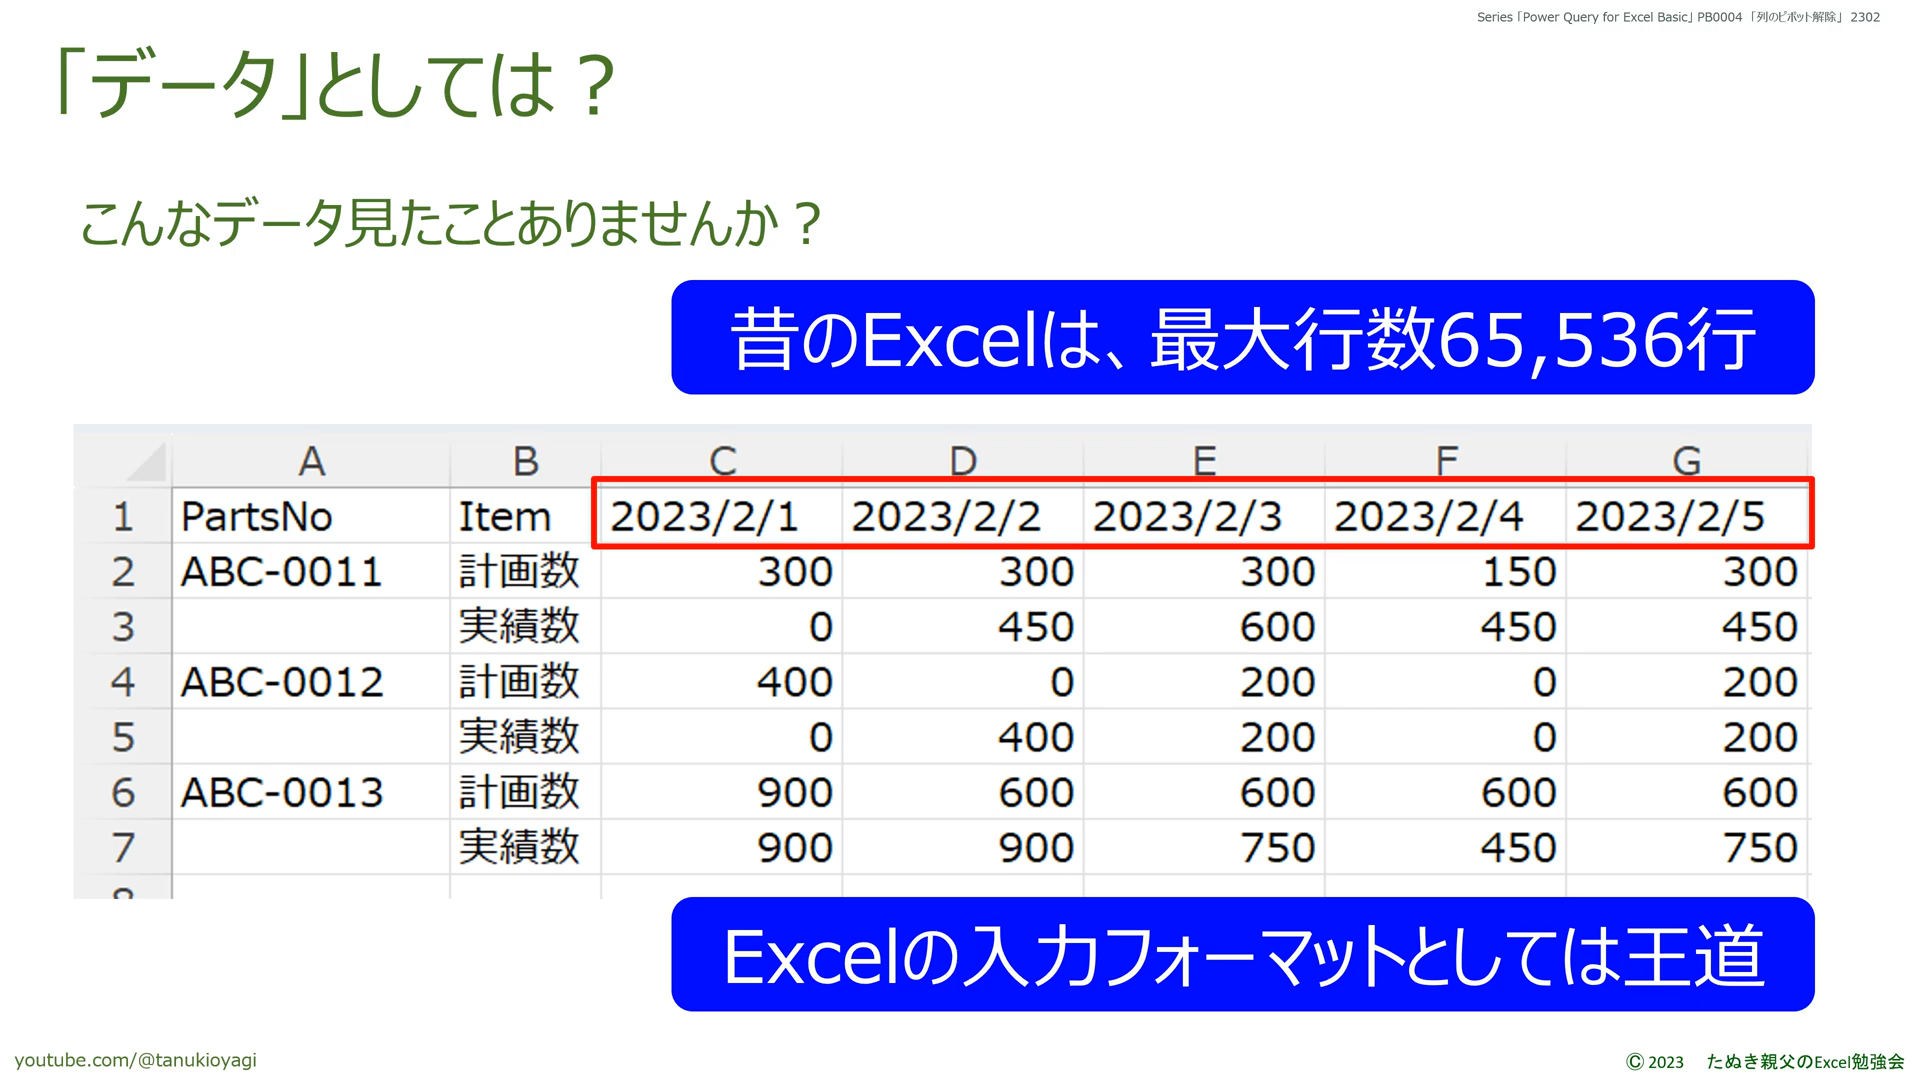 Series「Power Query for Excel Basic」PB0004「列のピボット解除」 2302
「データ」としては？
こんなデータ見たことありませんか？
昔のExcelは、最大行数65,536行
A B C D E F G
1 PartsNo Item 2023/2/1 2023/2/2 2023/2/3 2023/2/4 2023/2/5
2 ABC-0011 計画数 300 300 300 150 300
3 実績数 0 450 600 450 450
4 ABC-0012 計画数 400 0 200 0 200
5 実績数 0 400 200 0 200
6 ABC-0013 計画数 900 600 600 600 600
7 実績数 900 900 750 450 750
8
Excelの入力フォーマットとしては王道
youtube.com/@tanukioyagi
© 2023 たぬき親父のExcel勉強会